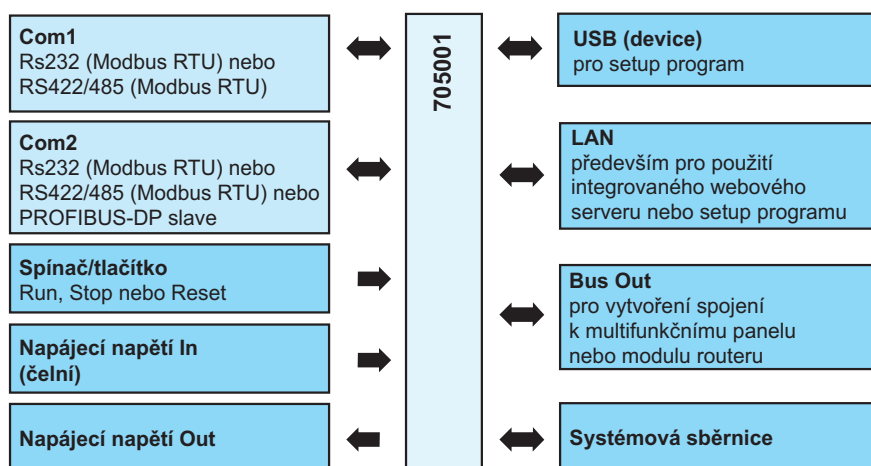 Com1
Rs232 (Modbus RTU) nebo
RS422/485 (Modbus RTU)
Com2
Rs232 (Modbus RTU) nebo
RS422/485 (Modbus RTU) nebo
PROFIBUS-DP slave
Spínač/tlačítko
Run, Stop nebo Reset
Napájecí napětí In
(čelní)
Napájecí napětí Out
705001
USB (device)
pro setup program
LAN
především pro použití
integrovaného webového
serveru nebo setup programu
Bus Out
pro vytvoření spojení
k multifunkčnímu panelu
nebo modulu routeru
Systémová sběrnice